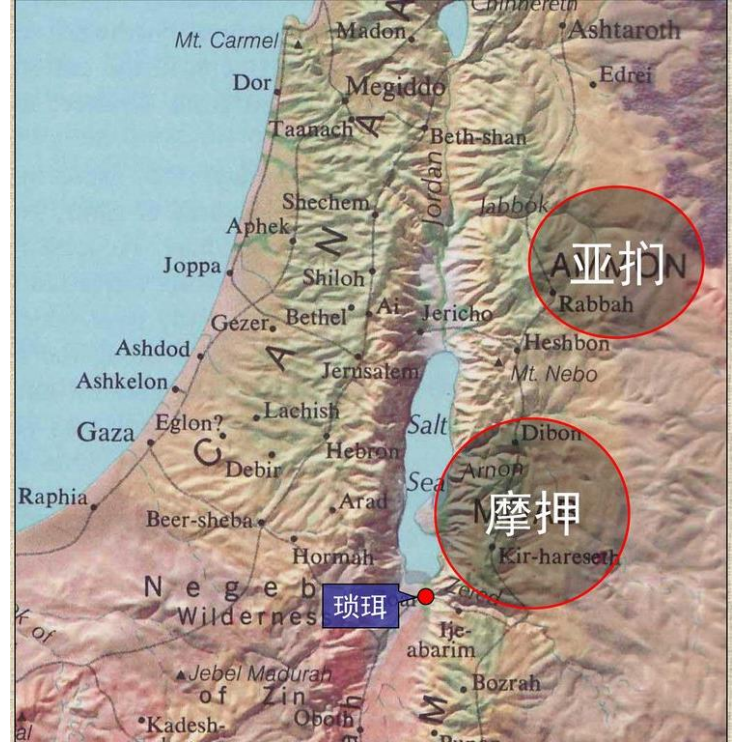 Chinnereth
Mt. Carmel
Madon
A
Ashtaroth
Dor
Megiddo
Edrei
Taanach
A
Beth-shan
Jordan
Shechem
Jabbok
Aphek
N
亚扪
AMMON
Joppa
Shiloh
Rabbah
Gezer
Bethel
Ai
Jericho
Ashdod
A
Jerusalem
Heshbon
Mt. Nebo
Ashkelon
Lachish
Eglon?
Gaza
Salt
Dibon
C
Debir
Hebron
Sea
Arnon
Raphia
Arad
摩押
M
Beer-sheba
Hormah
Kir-hareseth
Negeb
琐珥
Zered
Wilderness
Ije-
abarim
Jebel Madurah
of Zin
Bozrah
Oboth
M
Kadesh-
Punon